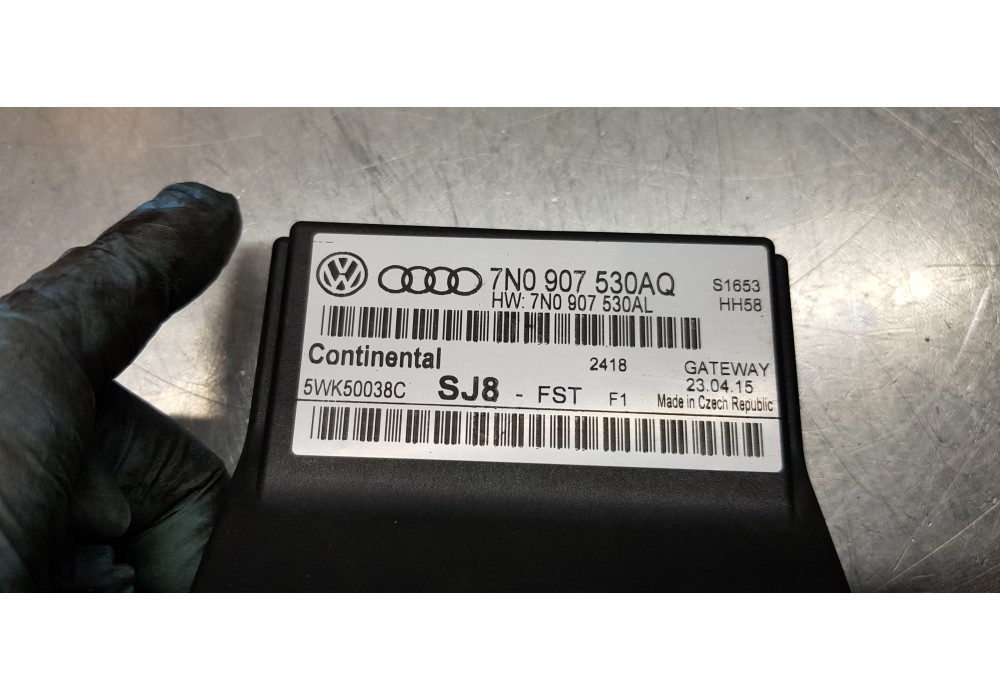 7N0 907 530AQ S1653
HW: 7N0 907 530AL HH58
Continental 2418 GATEWAY
5WK50038C SJ8 - FST F1 23.04.15
Made in Czech Republic